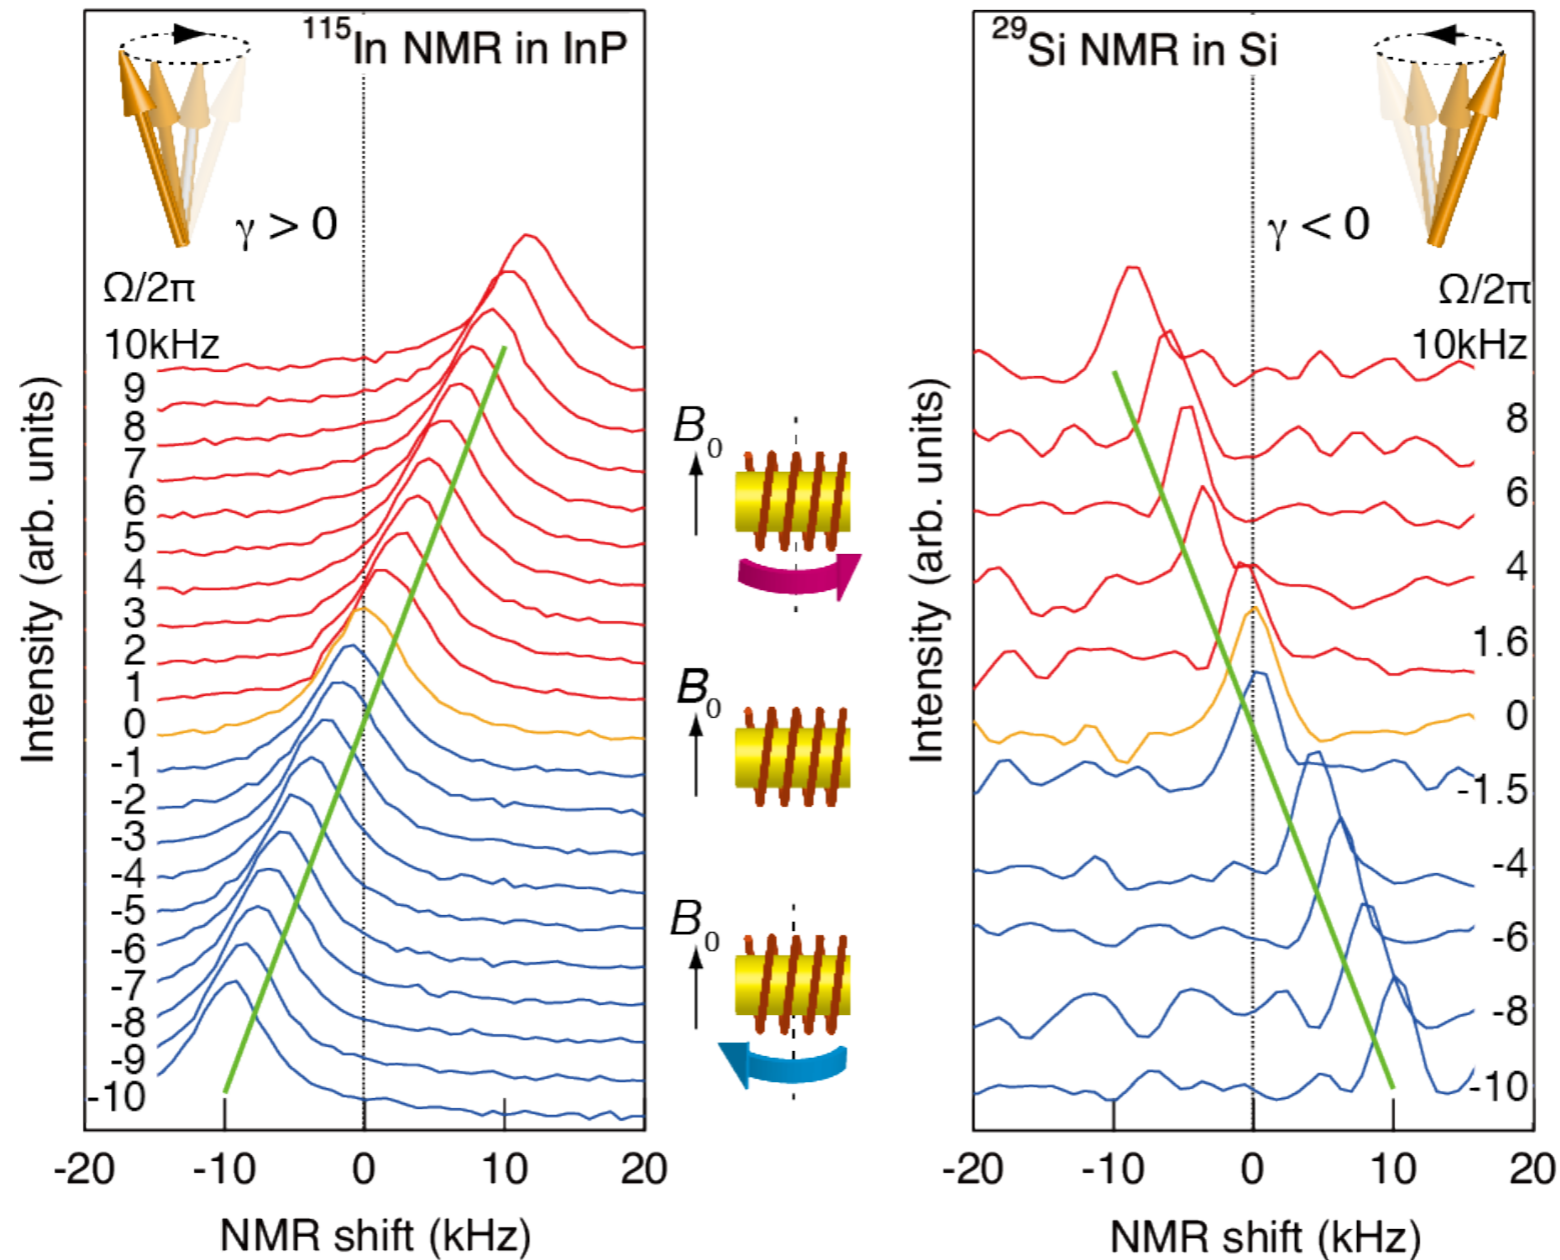 ¹¹⁵In NMR in InP
γ > 0
Ω/2π
10kHz
9
8
7
6
5
4
3
2
1
0
-1
-2
-3
-4
-5
-6
-7
-8
-9
-10
Intensity (arb. units)
-20 -10 0 10 20
NMR shift (kHz)
B₀
B₀
B₀
²⁹Si NMR in Si
γ < 0
Ω/2π
10kHz
8
6
4
1.6
0
-1.5
-4
-6
-8
-10
Intensity (arb. units)
-20 -10 0 10 20
NMR shift (kHz)